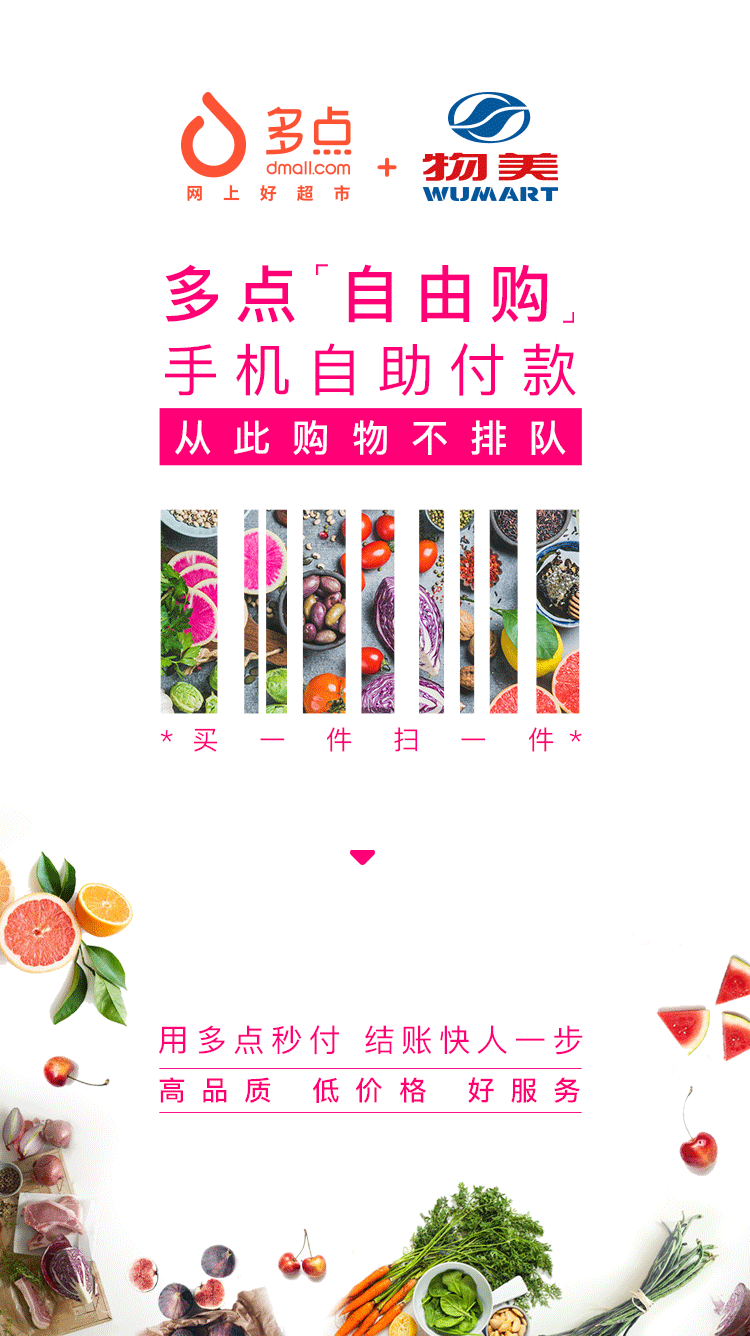 多点
dmall.com
网上好超市
+
物美
WUMART
多点「自由购」
手机自助付款
从此购物不排队
*买一件扫一件*
用多点秒付 结账快人一步
高品质 低价格 好服务